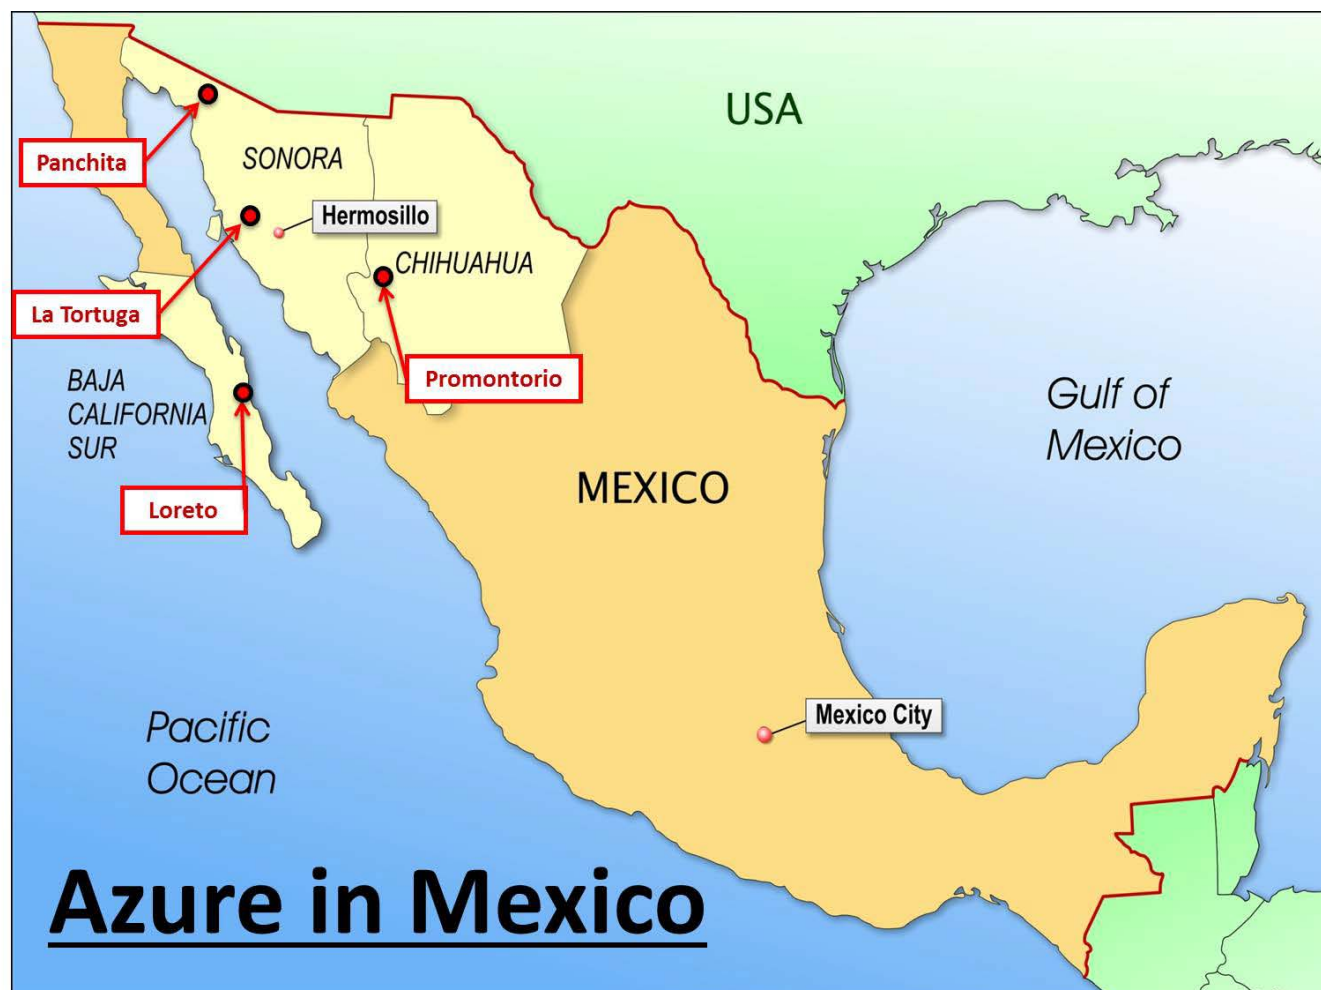 USA
Panchita
SONORA
Hermosillo
CHIHUAHUA
La Tortuga
Promontorio
BAJA
CALIFORNIA
SUR
Gulf of
Mexico
Loreto
MEXICO
Mexico City
Pacific
Ocean
Azure in Mexico